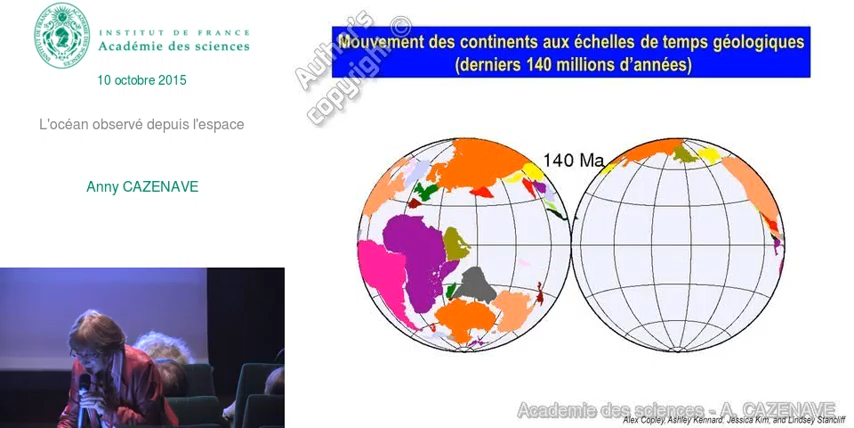 INSTITUT DE FRANCE
Académie des sciences
10 octobre 2015
L'océan observé depuis l'espace
Anny CAZENAVE
Author's
copyright ©
Mouvement des continents aux échelles de temps géologiques
(derniers 140 millions d'années)
140 Ma
Academie des sciences - A. CAZENAVE
Alex Copley, Ashley Kennard, Jessica Kim, and Lindsey Stancliff